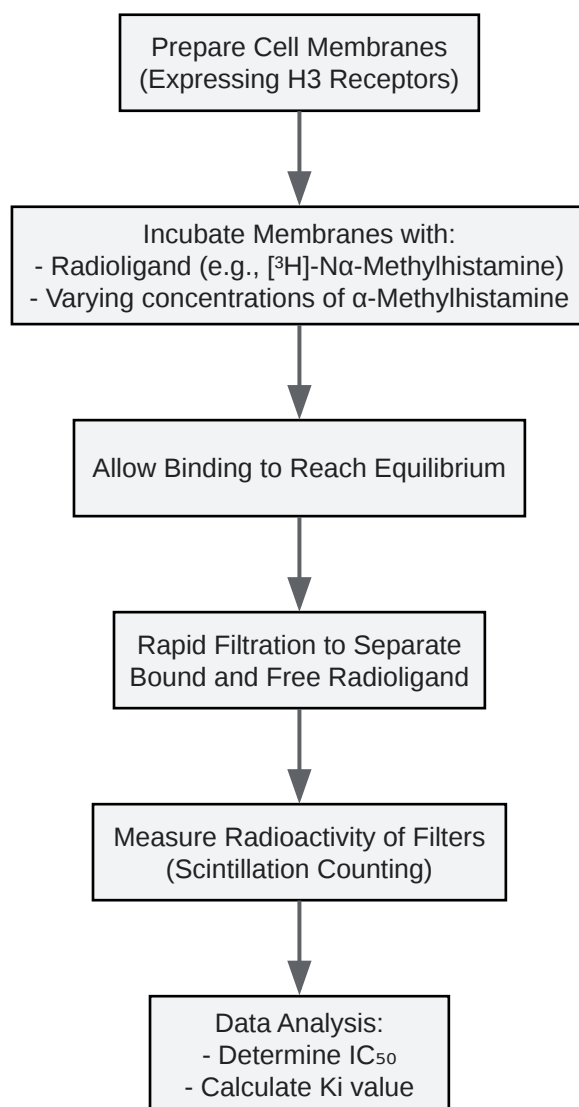 Prepare Cell Membranes
(Expressing H3 Receptors)
Incubate Membranes with:
- Radioligand (e.g., [³H]-Nα-Methylhistamine)
- Varying concentrations of α-Methylhistamine
Allow Binding to Reach Equilibrium
Rapid Filtration to Separate
Bound and Free Radioligand
Measure Radioactivity of Filters
(Scintillation Counting)
Data Analysis:
- Determine IC₅₀
- Calculate Ki value